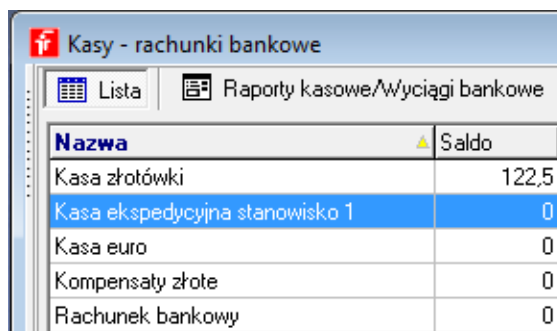 Kasy - rachunki bankowe
Lista Raporty kasowe/Wyciągi bankowe
Nazwa Saldo
Kasa złotówki 122,5
Kasa ekspedycyjna stanowisko 1 0
Kasa euro 0
Kompensaty złote 0
Rachunek bankowy 0